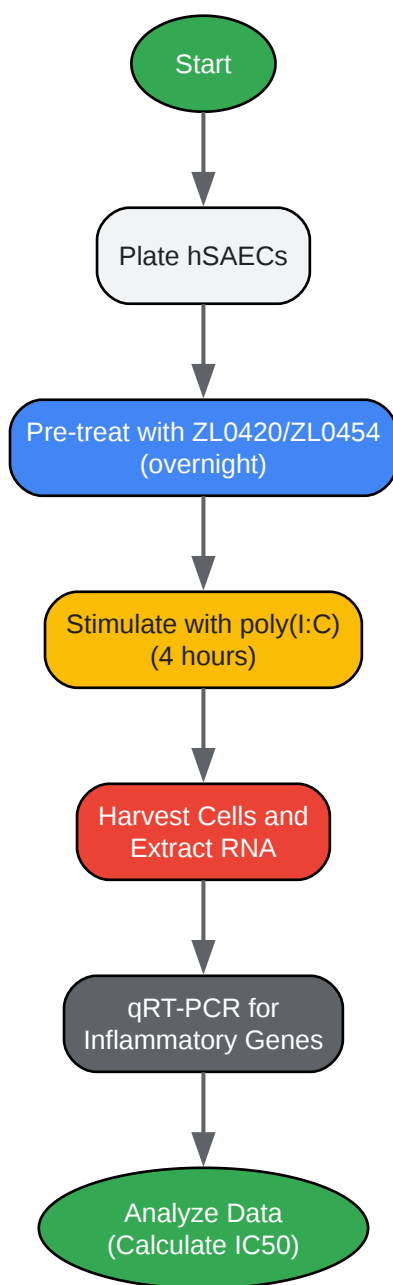 Start
Plate hSAECs
Pre-treat with ZL0420/ZL0454
(overnight)
Stimulate with poly(I:C)
(4 hours)
Harvest Cells and
Extract RNA
qRT-PCR for
Inflammatory Genes
Analyze Data
(Calculate IC50)